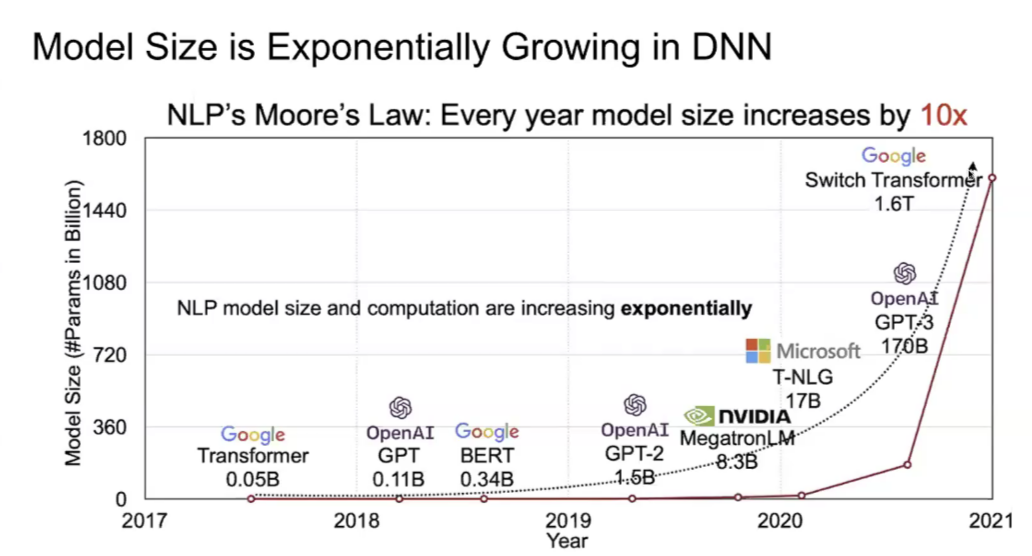 Model Size is Exponentially Growing in DNN
NLP's Moore's Law: Every year model size increases by 10x
Model Size (#Params in Billion)
1800
1440
1080
720
360
0
NLP model size and computation are increasing exponentially
Google
Transformer
0.05B
OpenAI
GPT
0.11B
Google
BERT
0.34B
OpenAI
GPT-2
1.5B
NVIDIA
MegatronLM
8.3B
Microsoft
T-NLG
17B
OpenAI
GPT-3
170B
Google
Switch Transformer
1.6T
2017
2018
2019
2020
2021
Year